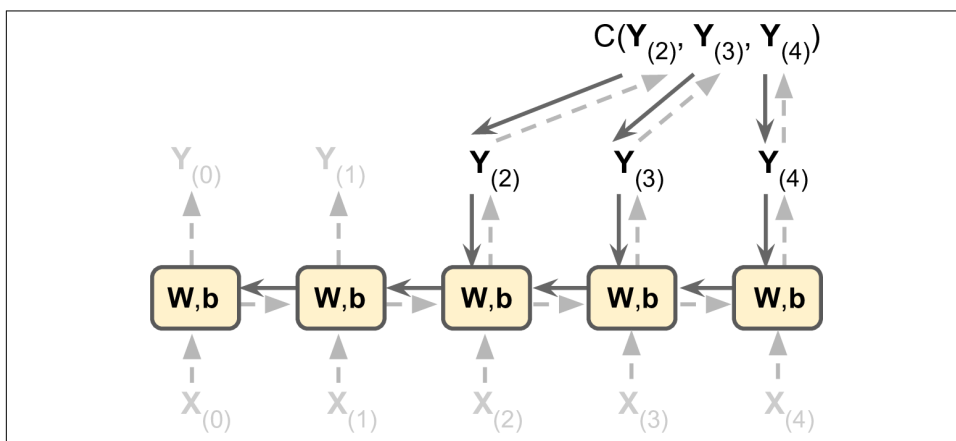 C(Y(2), Y(3), Y(4))
Y(0) Y(1) Y(2) Y(3) Y(4)
W,b W,b W,b W,b W,b
X(0) X(1) X(2) X(3) X(4)